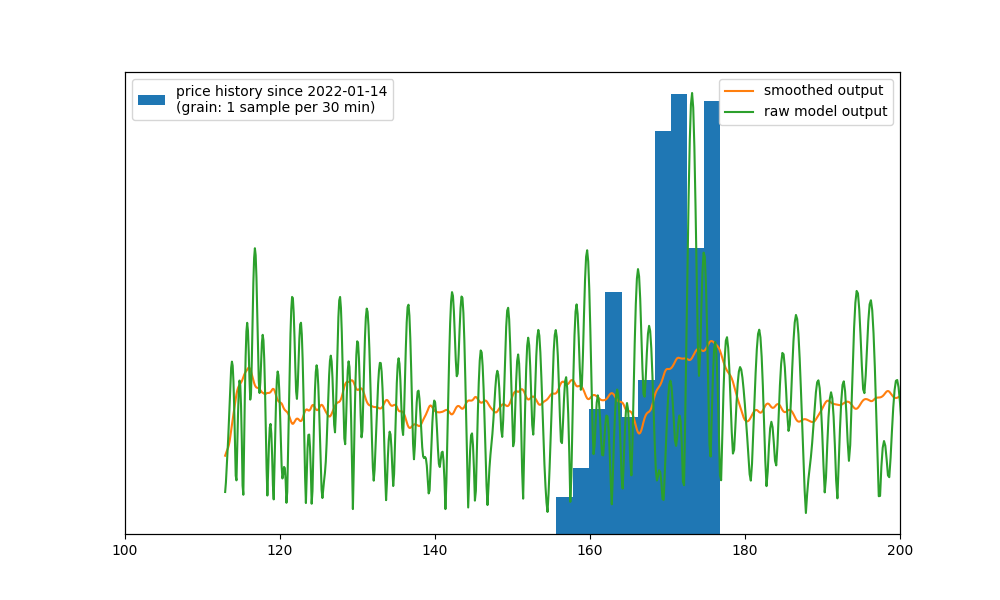 price history since 2022-01-14
(grain: 1 sample per 30 min)
smoothed output
raw model output
100
120
140
160
180
200